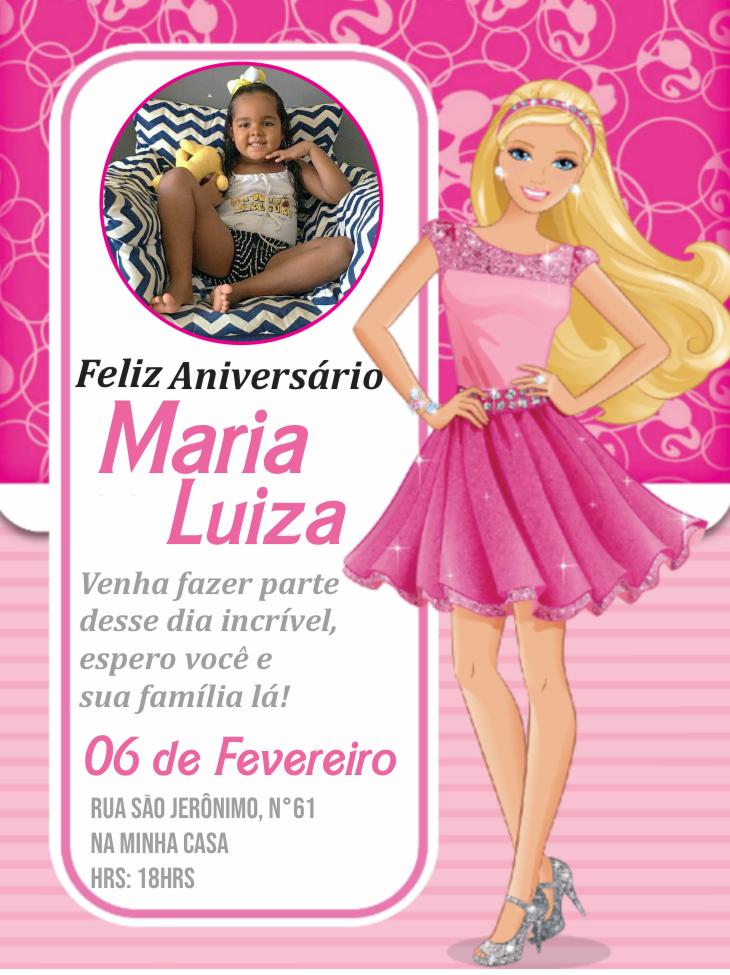 Feliz Aniversário
Maria
Luiza
Venha fazer parte
desse dia incrível,
espero você e
sua família lá!
06 de Fevereiro
RUA SÃO JERÔNIMO, N°61
NA MINHA CASA
HRS: 18HRS